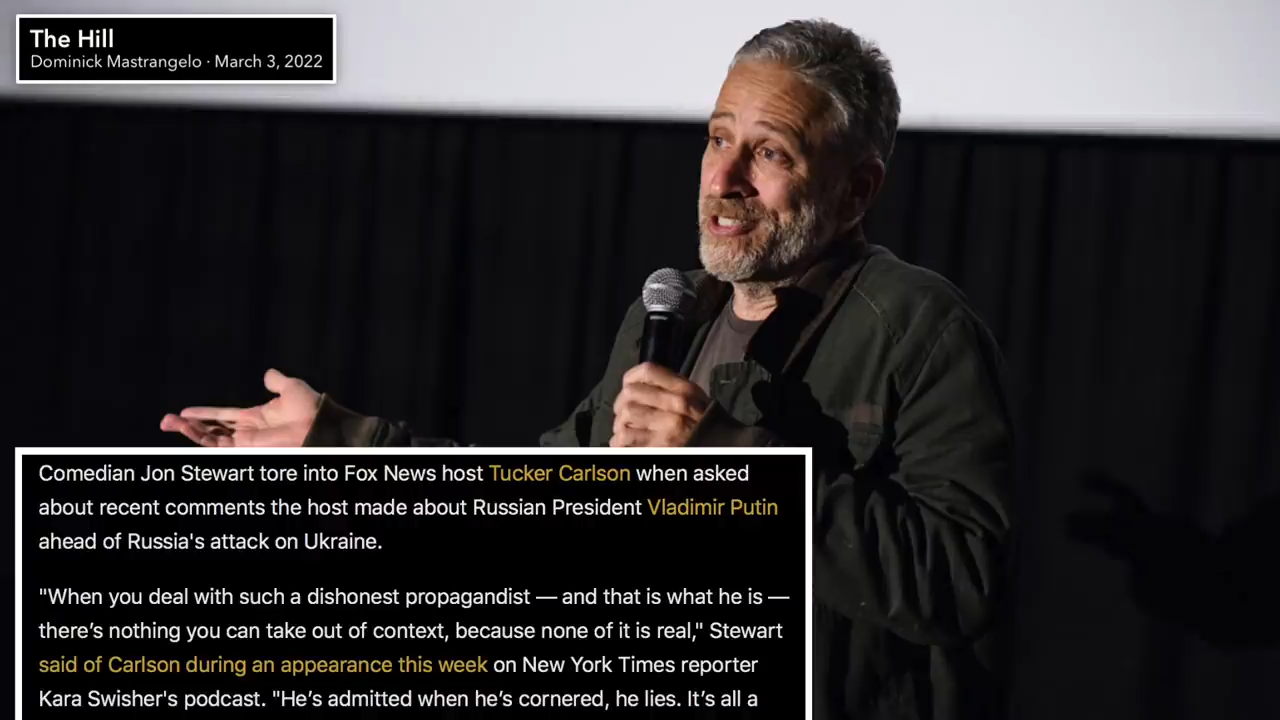 The Hill
Dominick Mastrangelo · March 3, 2022
Comedian Jon Stewart tore into Fox News host Tucker Carlson when asked
about recent comments the host made about Russian President Vladimir Putin
ahead of Russia's attack on Ukraine.
"When you deal with such a dishonest propagandist — and that is what he is —
there’s nothing you can take out of context, because none of it is real," Stewart
said of Carlson during an appearance this week on New York Times reporter
Kara Swisher's podcast. "He’s admitted when he’s cornered, he lies. It’s all a